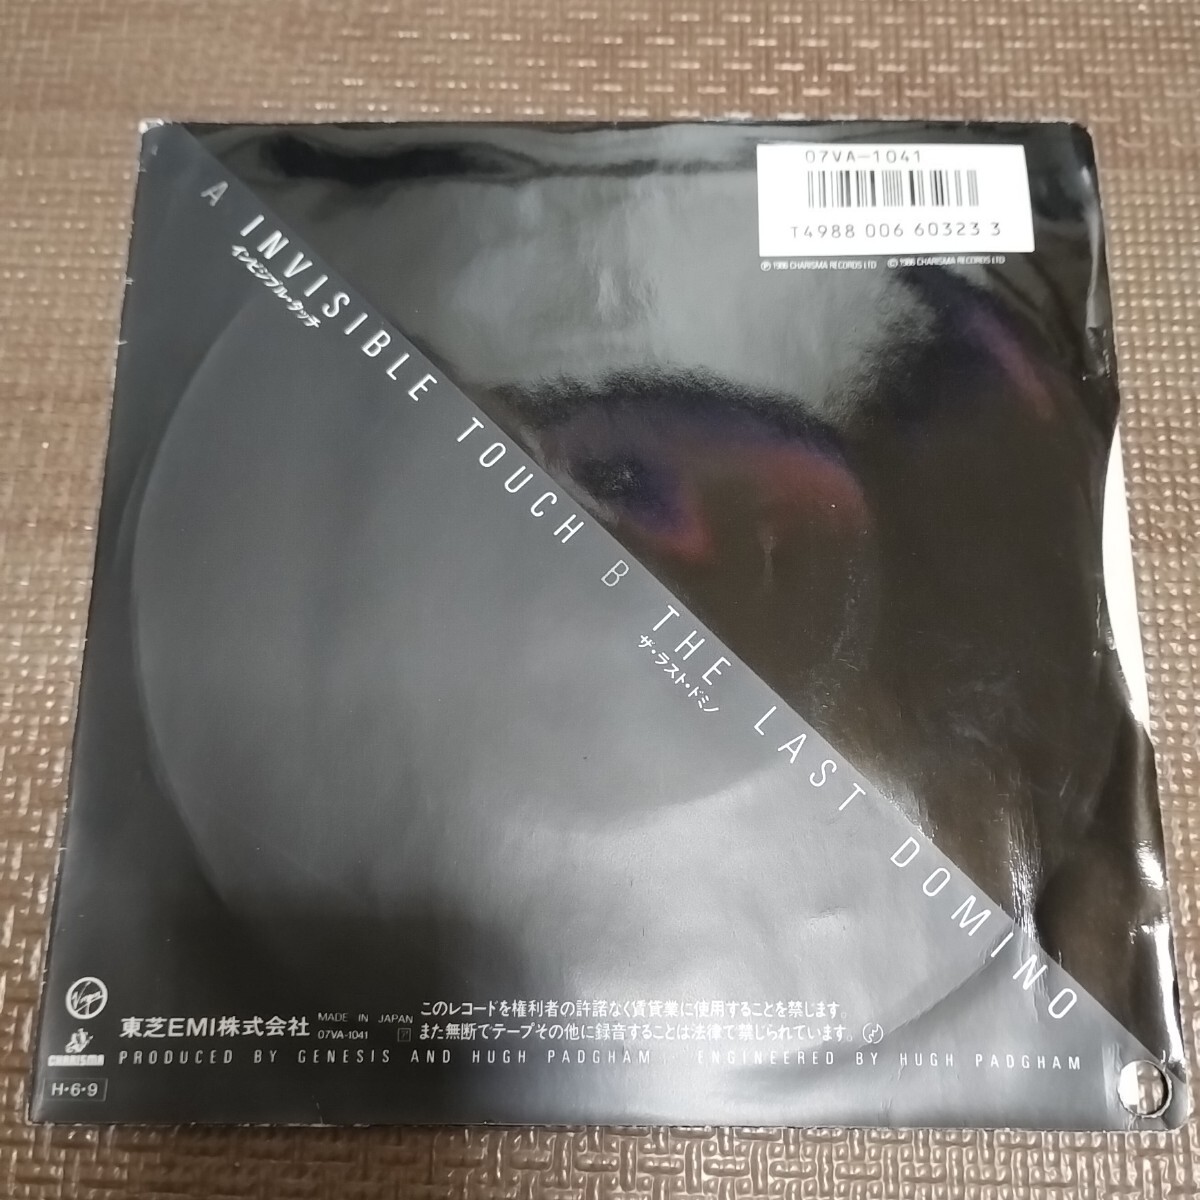 07VA-1041
T4988 006 60323 3
Ⓟ 1986 CHARISMA RECORDS LTD © 1986 CHARISMA RECORDS LTD
A INVISIBLE TOUCH B THE LAST DOMINO
インビジブル・タッチ
ザ・ラスト・ドミノ
Virgin
CHARISMA
東芝EMI株式会社
MADE IN JAPAN
07VA-1041 ア
このレコードを権利者の許諾なく賃貸業に使用することを禁じます。
また無断でテープその他に録音することは法律で禁じられています。
PRODUCED BY GENESIS AND HUGH PADGHAM ENGINEERED BY HUGH PADGHAM
H・6・9